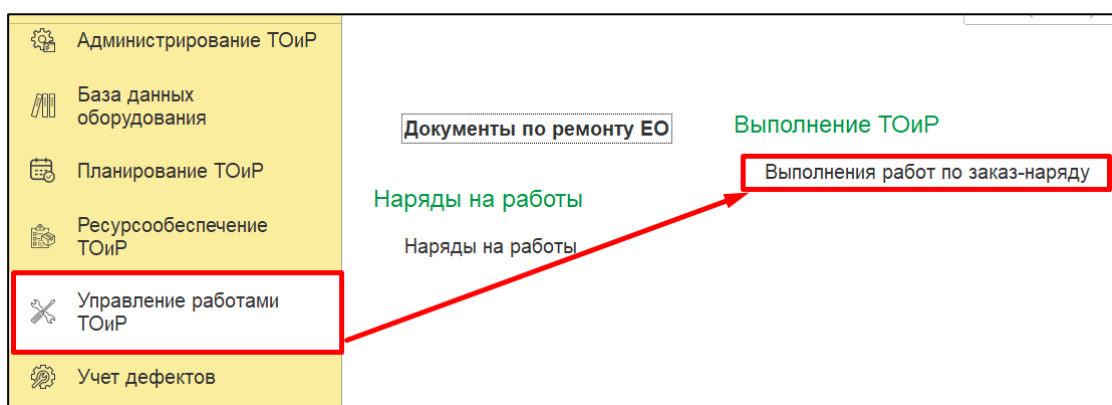 Администрирование ТОиР
База данных
оборудования
Планирование ТОиР
Ресурсообеспечение
ТОиР
Управление работами
ТОиР
Учет дефектов
Документы по ремонту ЕО
Наряды на работы
Наряды на работы
Выполнение ТОиР
Выполнения работ по заказ-наряду